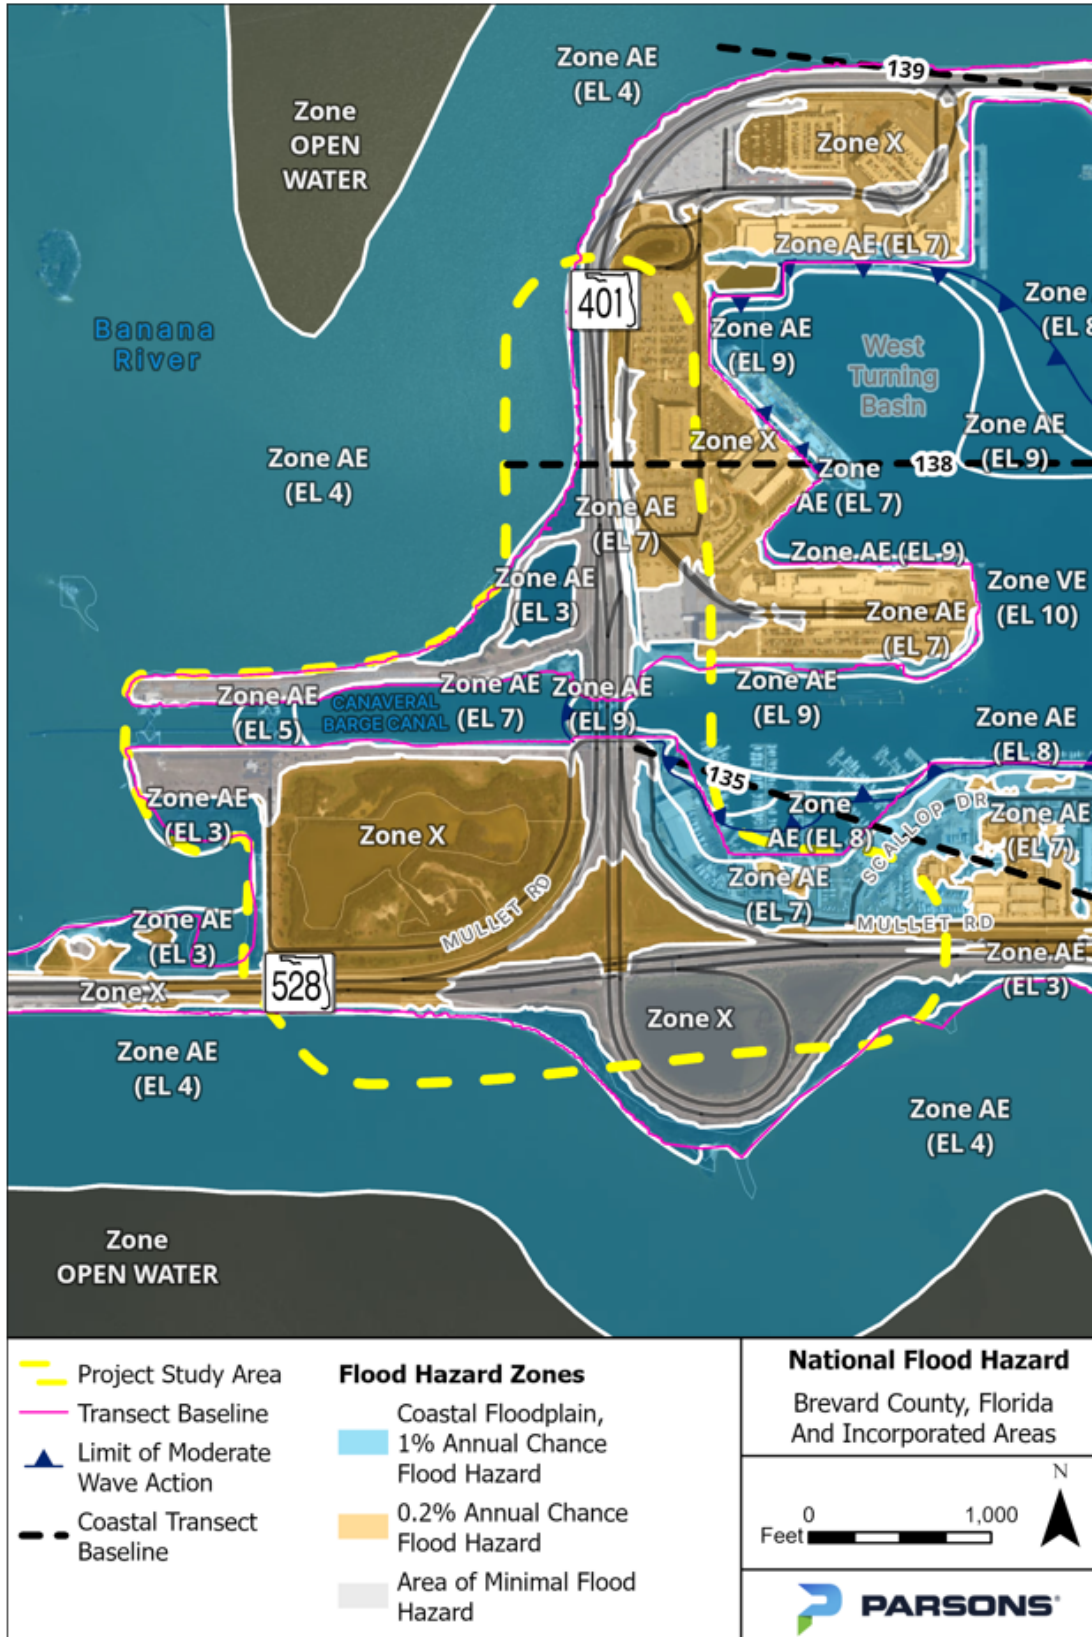 Zone AE
(EL 4)
139
Zone
OPEN
WATER
Zone X
Zone AE (EL 7)
401
Zone
(EL 8
Zone AE
(EL 9)
Banana
River
West
Turning
Basin
Zone AE
(EL 9)
Zone X
Zone AE
(EL 4)
138
Zone
AE (EL 7)
Zone AE
(EL 7)
Zone AE (EL 9)
Zone AE
(EL 3)
Zone VE
(EL 10)
Zone AE
(EL 7)
Zone AE
(EL 5)
CANAVERAL
BARGE CANAL
Zone AE
(EL 7)
Zone AE
(EL 9)
Zone AE
(EL 9)
Zone AE
(EL 8)
135
Zone AE
(EL 3)
Zone X
Zone
AE (EL 8)
SCALLOP DR
Zone AE
(EL 7)
Zone AE
(EL 7)
MULLET RD
MULLET RD
Zone AE
(EL 3)
Zone X
528
Zone AE
(EL 3)
Zone X
Zone AE
(EL 4)
Zone AE
(EL 4)
Zone
OPEN WATER
Project Study Area
Transect Baseline
Limit of Moderate
Wave Action
Coastal Transect
Baseline
Flood Hazard Zones
Coastal Floodplain,
1% Annual Chance
Flood Hazard
0.2% Annual Chance
Flood Hazard
Area of Minimal Flood
Hazard
National Flood Hazard
Brevard County, Florida
And Incorporated Areas
N
0 1,000
Feet
PARSONS